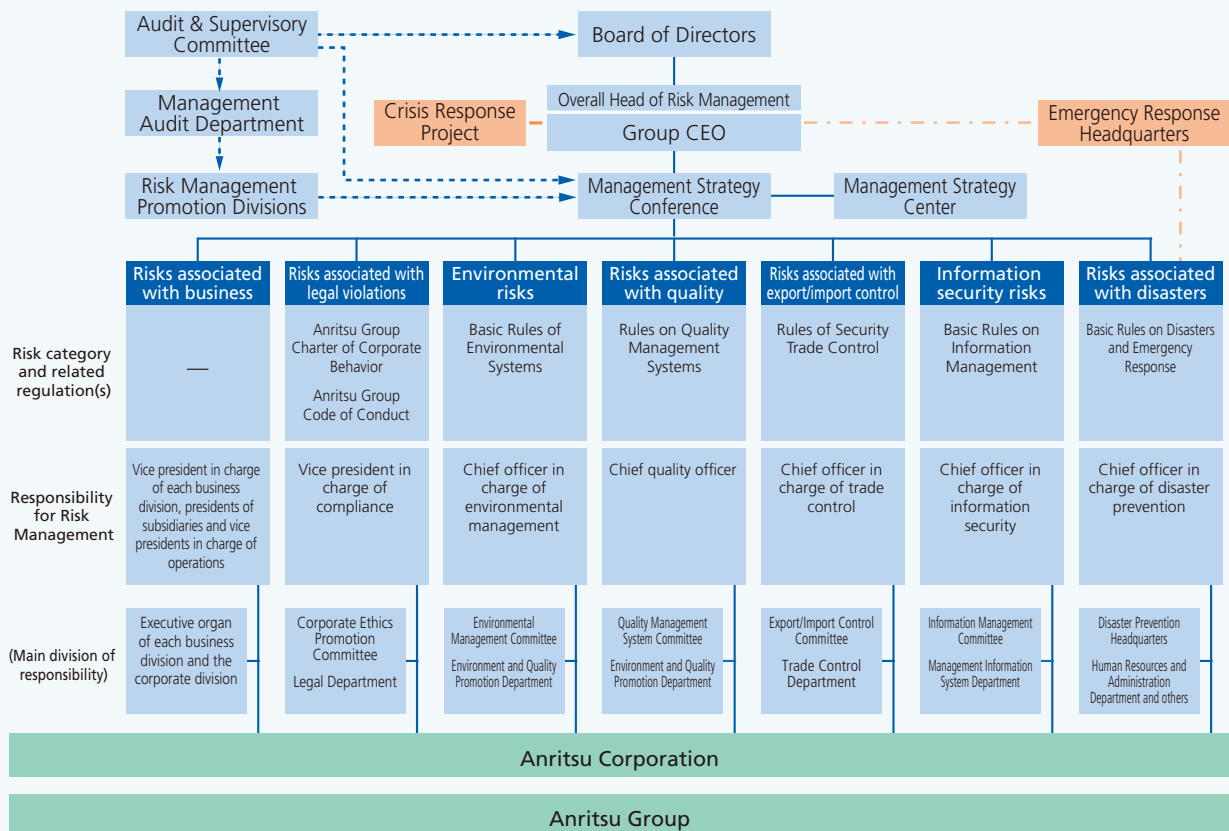 Audit & Supervisory
Committee
Board of Directors
Management
Audit Department
Crisis Response
Project
Overall Head of Risk Management
Group CEO
Emergency Response
Headquarters
Risk Management
Promotion Divisions
Management Strategy
Conference
Management Strategy
Center
Risks associated
with business
Risks associated with
legal violations
Environmental
risks
Risks associated
with quality
Risks associated with
export/import control
Information
security risks
Risks associated
with disasters
Risk category
and related
regulation(s)
—
Anritsu Group
Charter of Corporate
Behavior
Anritsu Group
Code of Conduct
Basic Rules of
Environmental
Systems
Rules on Quality
Management
Systems
Rules of Security
Trade Control
Basic Rules on
Information
Management
Basic Rules on Disasters
and Emergency
Response
Responsibility
for Risk
Management
Vice president in charge
of each business
division, presidents of
subsidiaries and vice
presidents in charge of
operations
Vice president in
charge of
compliance
Chief officer in
charge of
environmental
management
Chief quality officer
Chief officer in
charge of trade
control
Chief officer in
charge of
information
security
Chief officer in
charge of disaster
prevention
(Main division of
responsibility)
Executive organ
of each business
division and the
corporate division
Corporate Ethics
Promotion
Committee
Legal Department
Environmental
Management Committee
Environment and Quality
Promotion Department
Quality Management
System Committee
Environment and Quality
Promotion Department
Export/Import Control
Committee
Trade Control
Department
Information Management
Committee
Management Information
System Department
Disaster Prevention
Headquarters
Human Resources and
Administration
Department and others
Anritsu Corporation
Anritsu Group